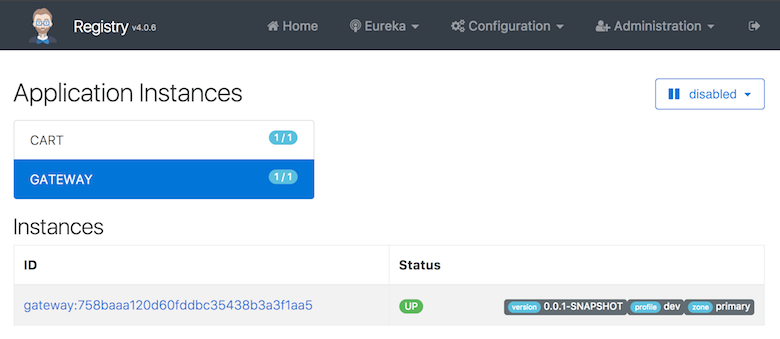 Registry v4.0.6 Home Eureka Configuration Administration
Application Instances disabled
CART 1/1
GATEWAY 1/1
Instances
ID Status
gateway:758baaa120d60fddbc35438b3a3f1aa5 UP version 0.0.1-SNAPSHOT profile dev zone primary